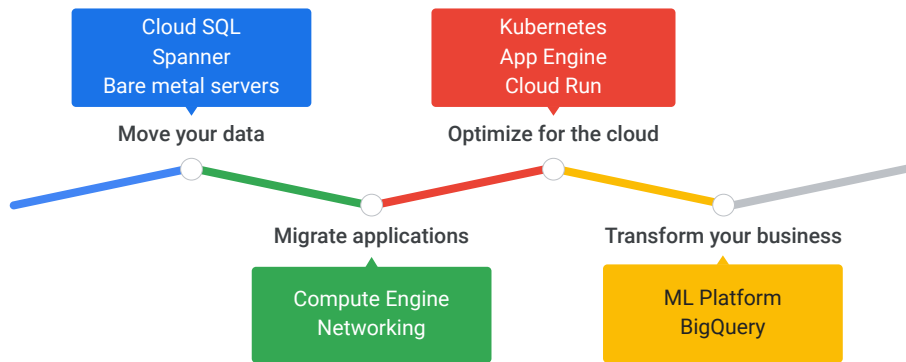 Cloud SQL
Spanner
Bare metal servers
Move your data
Kubernetes
App Engine
Cloud Run
Optimize for the cloud
Migrate applications
Compute Engine
Networking
Transform your business
ML Platform
BigQuery